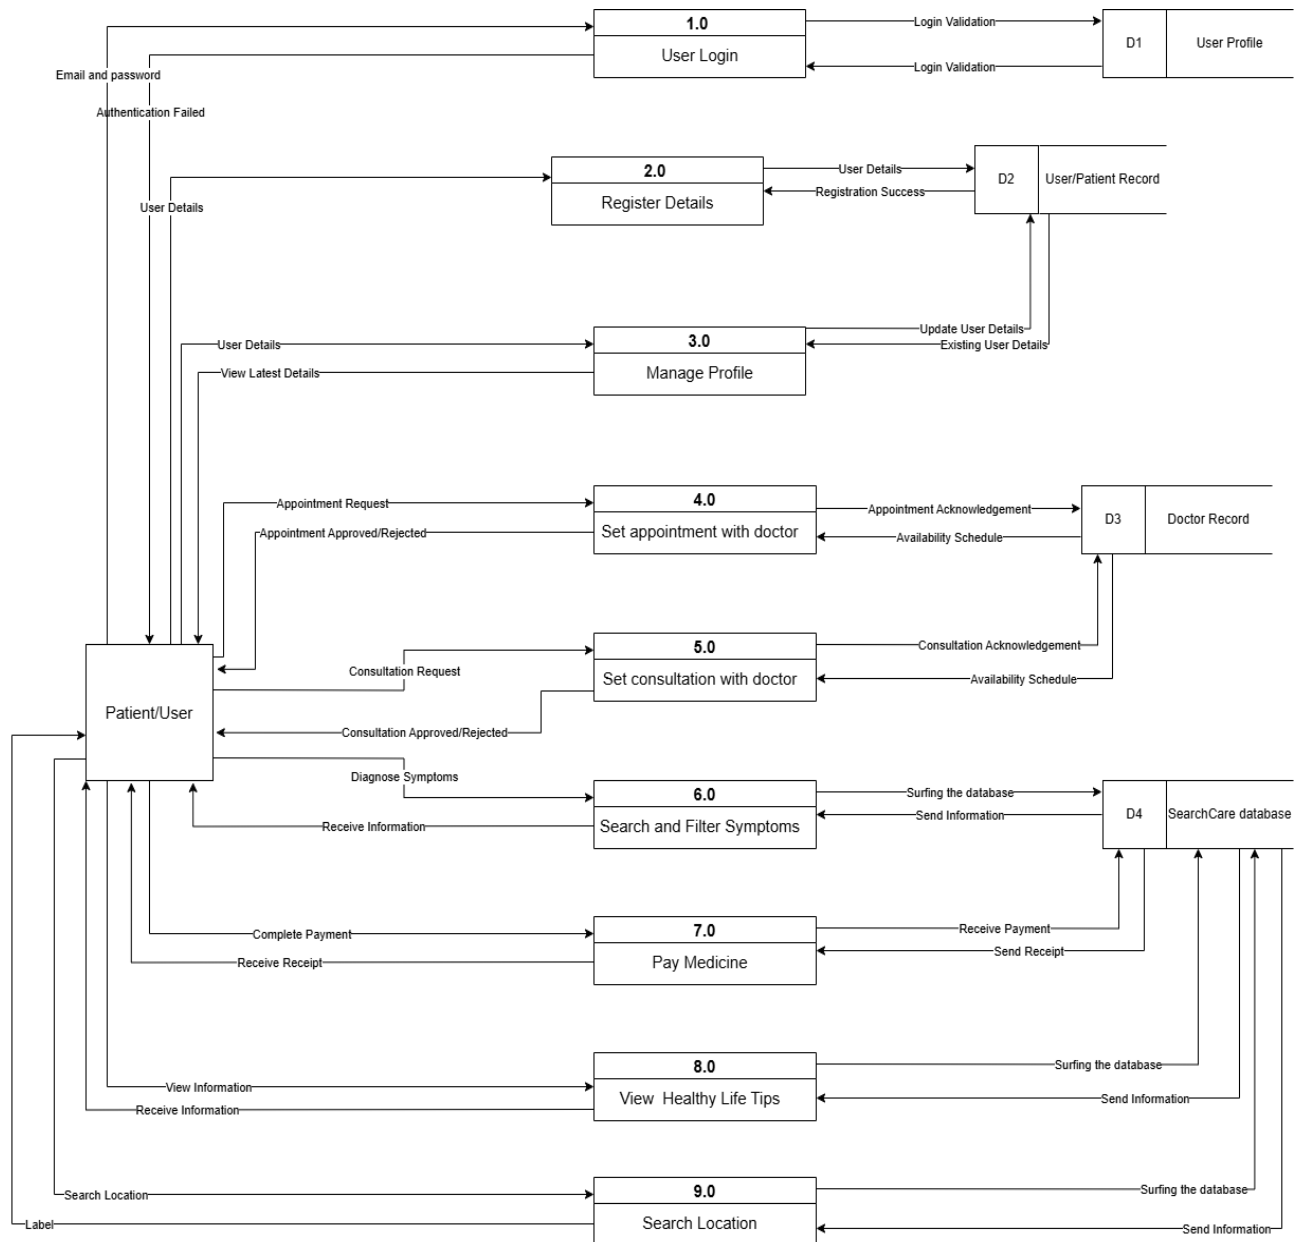 1.0
User Login
Login Validation
Login Validation
D1
User Profile
Email and password
Authentication Failed
2.0
Register Details
User Details
Registration Success
D2
User/Patient Record
User Details
3.0
Manage Profile
Update User Details
Existing User Details
User Details
View Latest Details
4.0
Set appointment with doctor
Appointment Request
Appointment Approved/Rejected
Appointment Acknowledgement
Availability Schedule
D3
Doctor Record
5.0
Set consultation with doctor
Consultation Request
Consultation Approved/Rejected
Consultation Acknowledgement
Availability Schedule
Patient/User
Diagnose Symptoms
Receive Information
6.0
Search and Filter Symptoms
Surfing the database
Send Information
D4
SearchCare database
Complete Payment
Receive Receipt
7.0
Pay Medicine
Receive Payment
Send Receipt
View Information
Receive Information
8.0
View Healthy Life Tips
Surfing the database
Send Information
Search Location
Label
9.0
Search Location
Surfing the database
Send Information